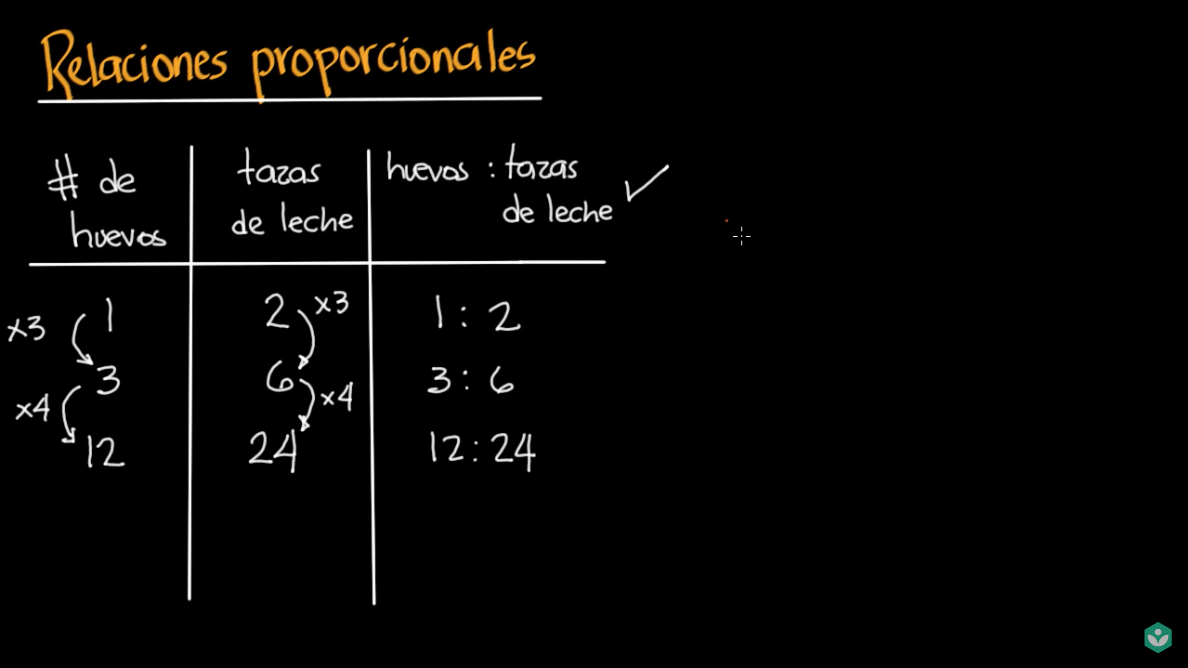 Relaciones proporcionales
# de huevos
tazas de leche
huevos : tazas de leche
x3 1 2 x3 1 : 2
3 6 3 : 6
x4 x4
12 24 12 : 24